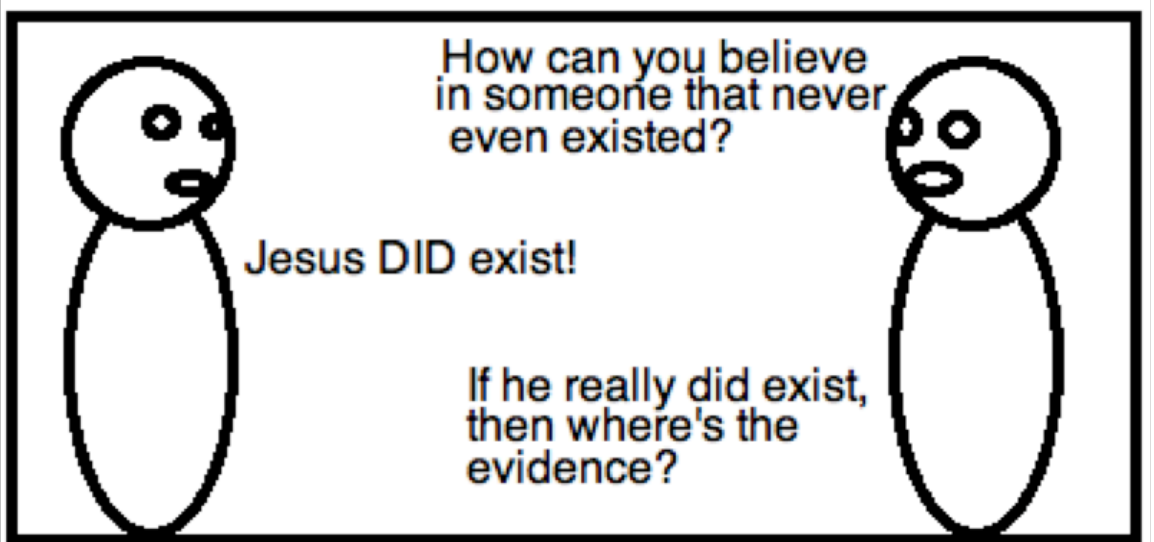 How can you believe
in someone that never
even existed?
Jesus DID exist!
If he really did exist,
then where's the
evidence?